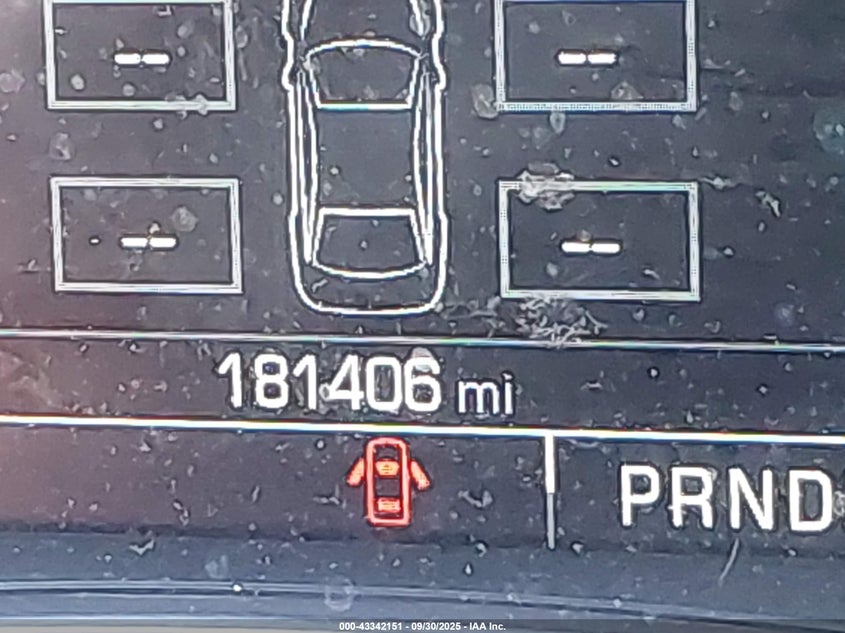 -- --
-- --
181406 mi
PRND
000-43342151 - 09/30/2025 - IAA Inc.